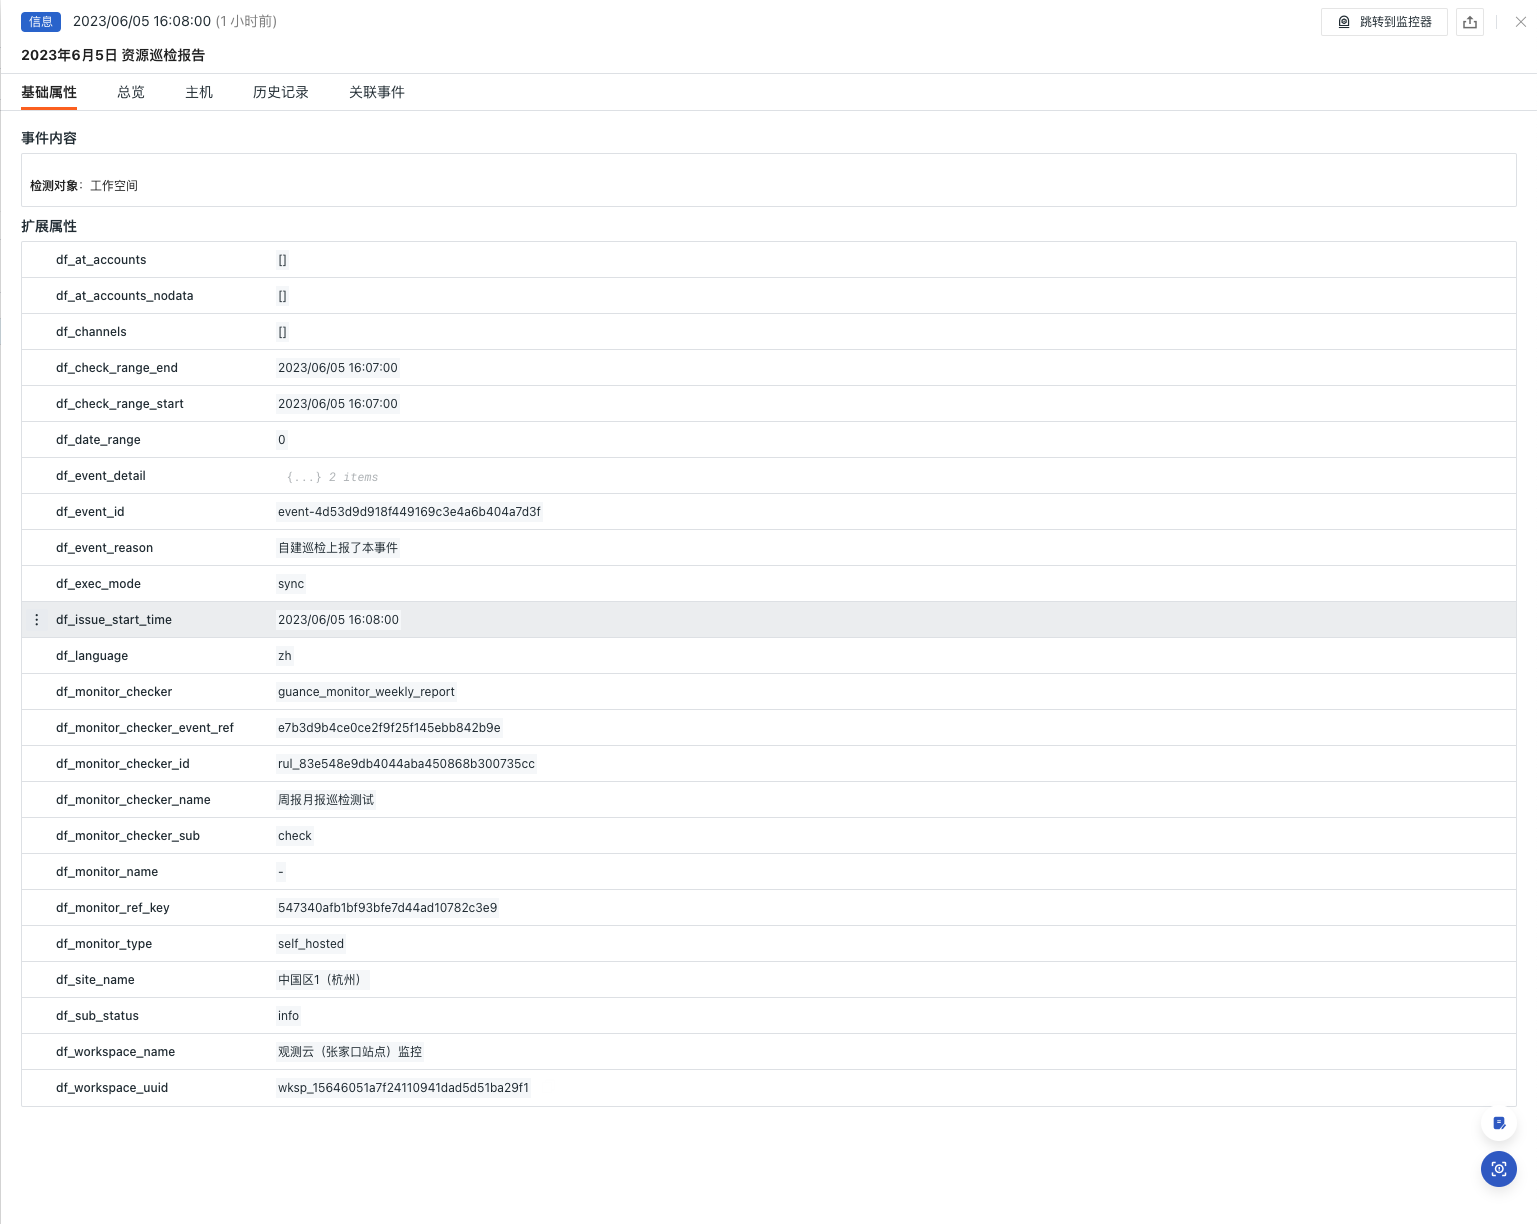 信息 2023/06/05 16:08:00 (1 小时前) 跳转到监控器
2023年6月5日 资源巡检报告
基础属性 总览 主机 历史记录 关联事件
事件内容
检测对象：工作空间
扩展属性
df_at_accounts []
df_at_accounts_nodata []
df_channels []
df_check_range_end 2023/06/05 16:07:00
df_check_range_start 2023/06/05 16:07:00
df_date_range 0
df_event_detail {...} 2 items
df_event_id event-4d53d9d918f449169c3e4a6b404a7d3f
df_event_reason 自建巡检上报了本事件
df_exec_mode sync
df_issue_start_time 2023/06/05 16:08:00
df_language zh
df_monitor_checker guance_monitor_weekly_report
df_monitor_checker_event_ref e7b3d9b4ce0ce2f9f25f145ebb842b9e
df_monitor_checker_id rul_83e548e9db4044aba450868b300735cc
df_monitor_checker_name 周报月报巡检测试
df_monitor_checker_sub check
df_monitor_name -
df_monitor_ref_key 547340afb1bf93bfe7d44ad10782c3e9
df_monitor_type self_hosted
df_site_name 中国区1（杭州）
df_sub_status info
df_workspace_name 观测云（张家口站点）监控
df_workspace_uuid wksp_15646051a7f24110941dad5d51ba29f1